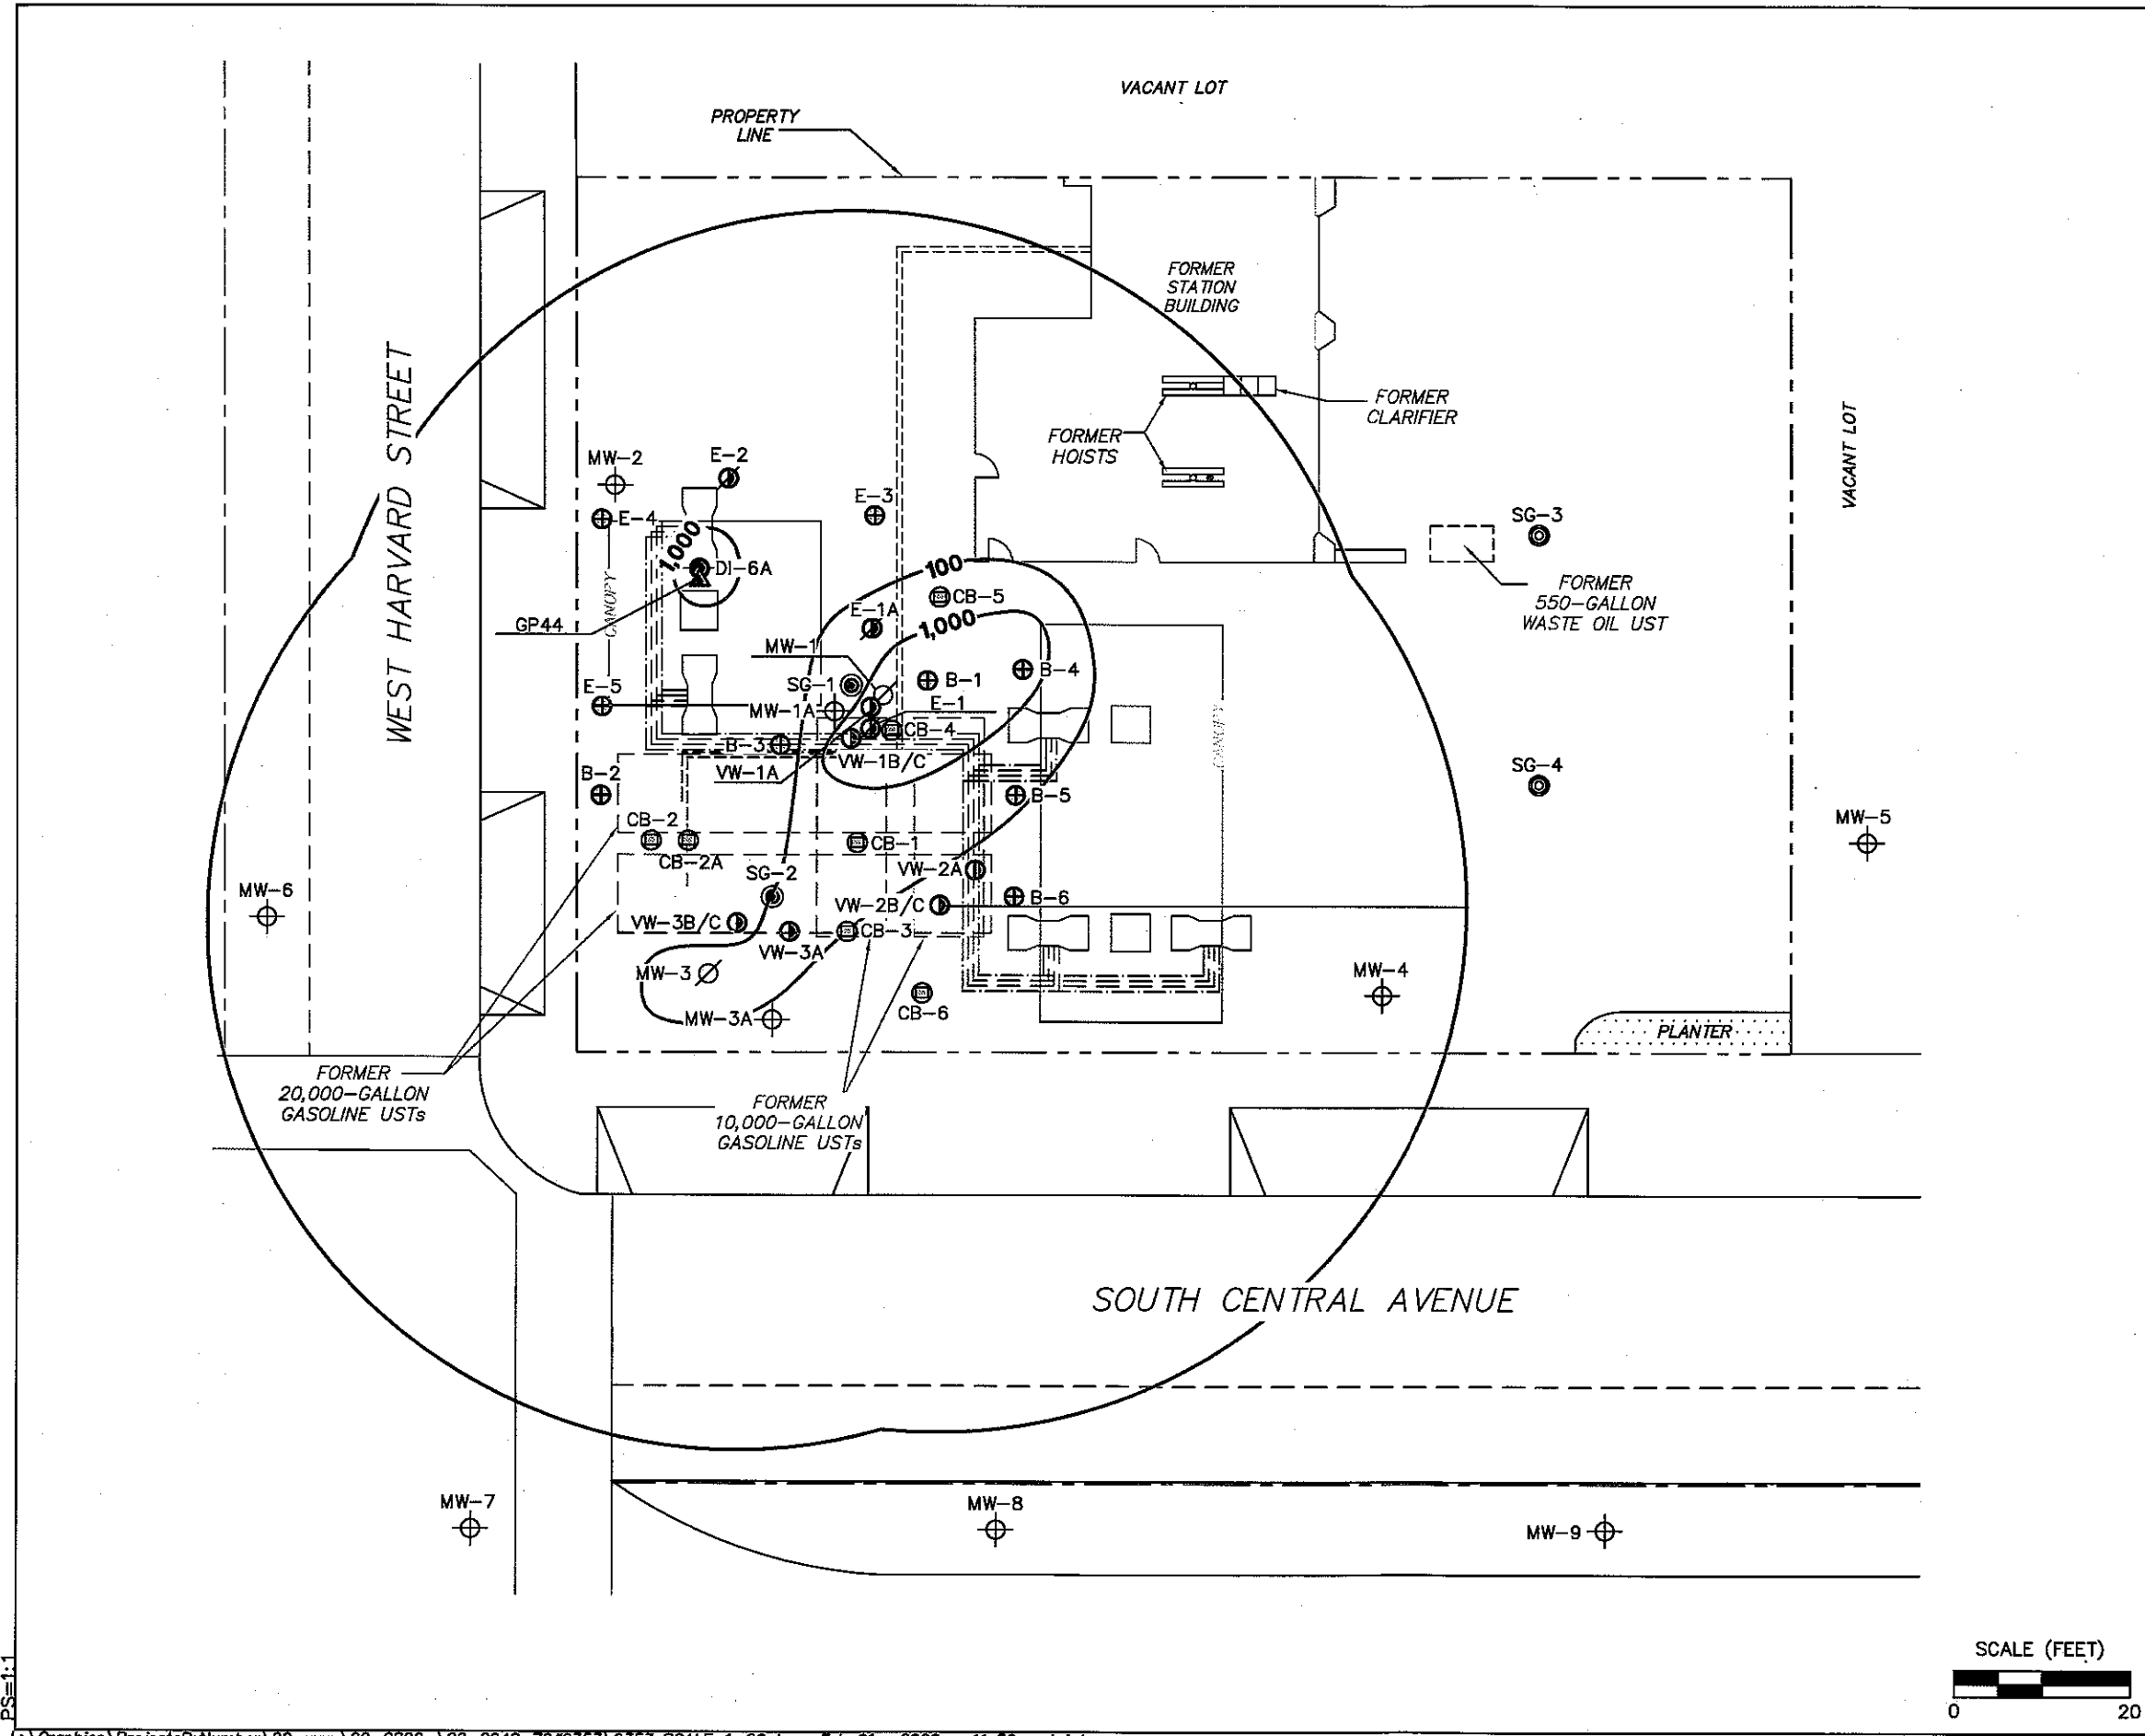 VACANT LOT
PROPERTY
LINE
FORMER
STATION
BUILDING
WEST HARVARD STREET
FORMER
CLARIFIER
FORMER
HOISTS
VACANT LOT
MW-2
E-2
E-3
E-4
SG-3
1,000
DI-6A
CANOPY
100
CB-5
FORMER
550-GALLON
WASTE OIL UST
E-1A
1,000
GP44
MW-1
B-4
SG-1
B-1
E-5
MW-1A
E-1
CB-4
CANOPY
B-3
VW-1B/C
VW-1A
B-2
SG-4
B-5
CB-2
CB-1
MW-5
CB-2A
SG-2
VW-2A
MW-6
B-6
VW-2B/C
VW-3B/C
CB-3
VW-3A
MW-3
MW-4
CB-6
MW-3A
PLANTER
FORMER
20,000-GALLON
GASOLINE USTs
FORMER
10,000-GALLON
GASOLINE USTs
SOUTH CENTRAL AVENUE
MW-7
MW-8
MW-9
SCALE (FEET)
0 20
PS=1:1